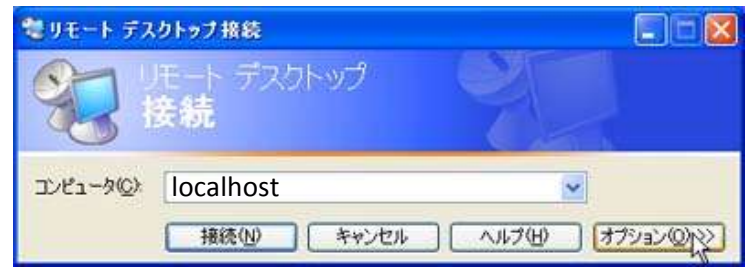 リモート デスクトップ接続
リモート デスクトップ
接続
コンピュータ(C): localhost
接続(N) キャンセル ヘルプ(H) オプション(O) >>